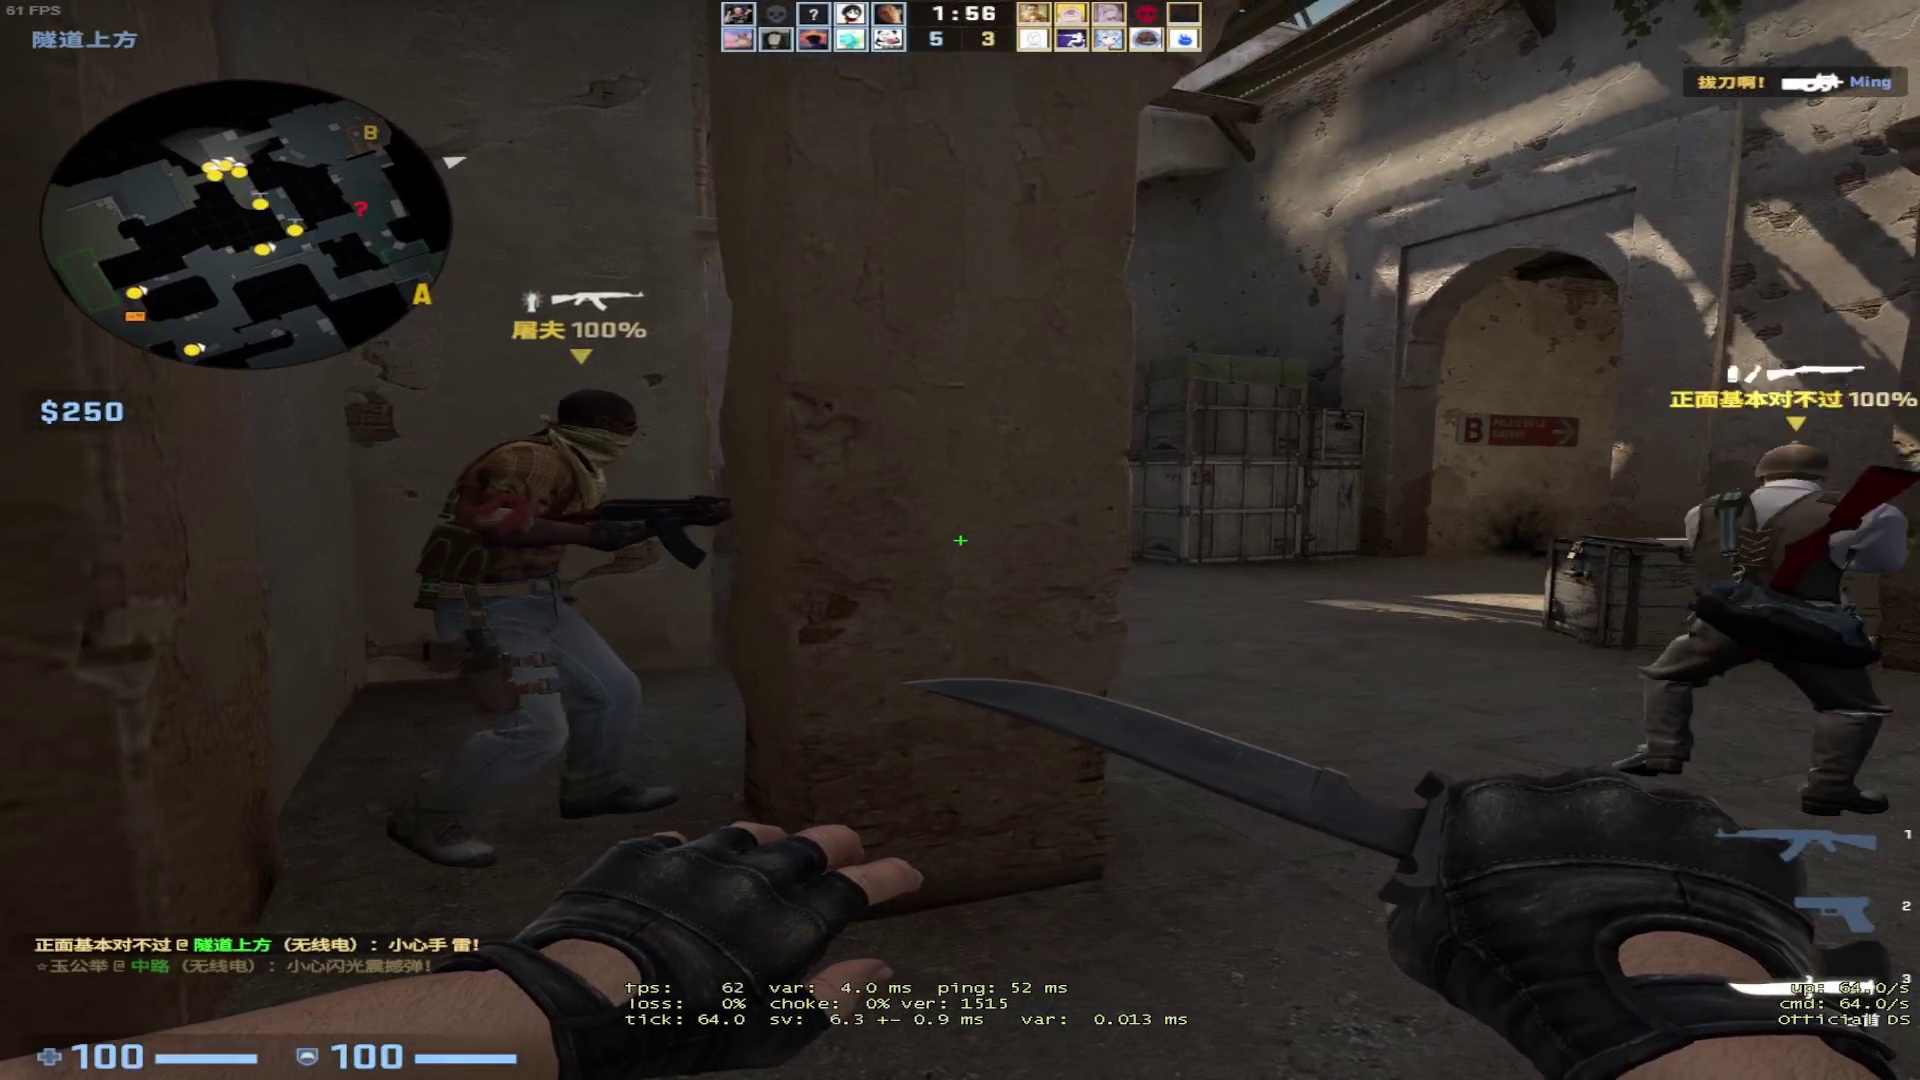 61 FPS
隧道上方
1:56
5 3
?
拔刀啊! Ming
B
?
A
屠夫 100%
正面基本对不过 100%
$250
B
1
2
3
正面基本对不过@隧道上方（无线电）：小心手雷!
☆玉公举@中路（无线电）：小心闪光震撼弹!
fps: 62 var: 4.0 ms ping: 52 ms
loss: 0% choke: 0% ver: 1515
tick: 64.0 sv: 6.3 +- 0.9 ms var: 0.013 ms
up: 64.0/s
cmd: 64.0/s
Official DS
100 100